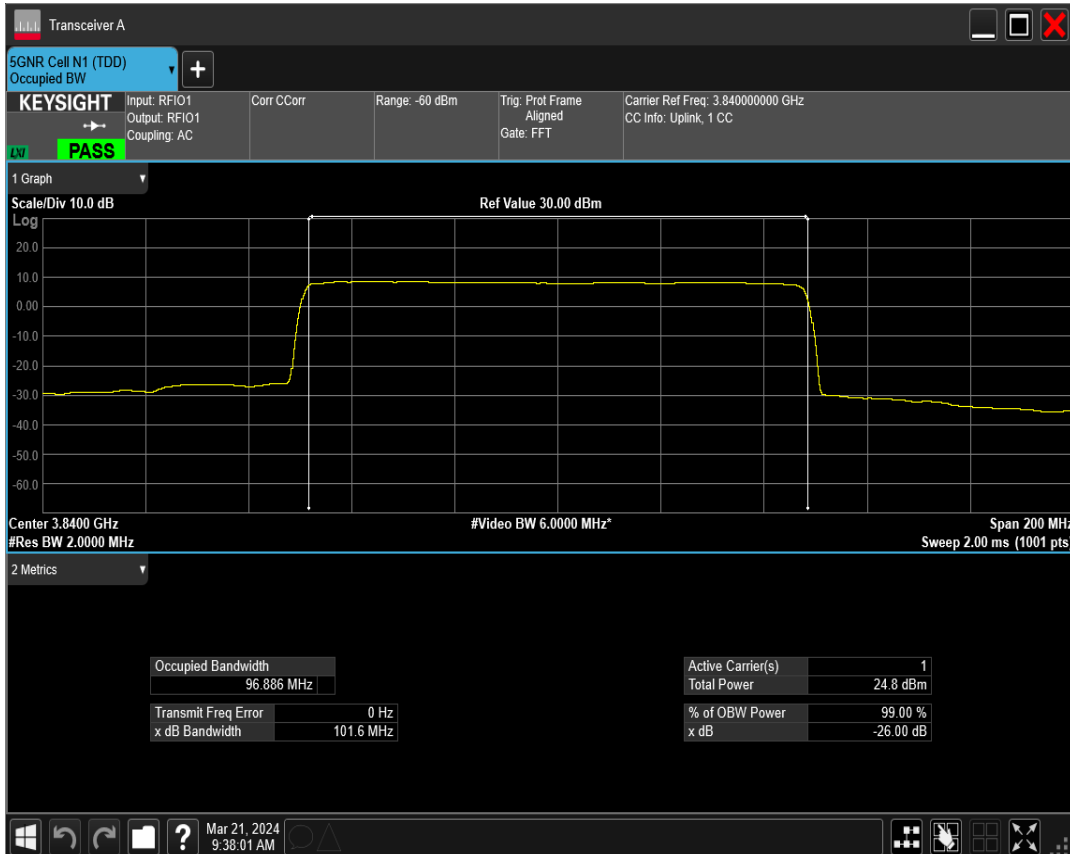 Transceiver A
5GNR Cell N1 (TDD)
Occupied BW
KEYSIGHT
LXI
PASS
Input: RFIO1
Output: RFIO1
Coupling: AC
Corr CCorr
Range: -60 dBm
Trig: Prot Frame
Aligned
Gate: FFT
Carrier Ref Freq: 3.840000000 GHz
CC Info: Uplink, 1 CC
1 Graph
Scale/Div 10.0 dB
Ref Value 30.00 dBm
Log
20.0
10.0
0.00
-10.0
-20.0
-30.0
-40.0
-50.0
-60.0
Center 3.8400 GHz
#Video BW 6.0000 MHz*
Span 200 MHz
#Res BW 2.0000 MHz
Sweep 2.00 ms (1001 pts)
2 Metrics
Occupied Bandwidth
96.886 MHz
Transmit Freq Error 0 Hz
x dB Bandwidth 101.6 MHz
Active Carrier(s) 1
Total Power 24.8 dBm
% of OBW Power 99.00 %
x dB -26.00 dB
?
Mar 21, 2024
9:38:01 AM